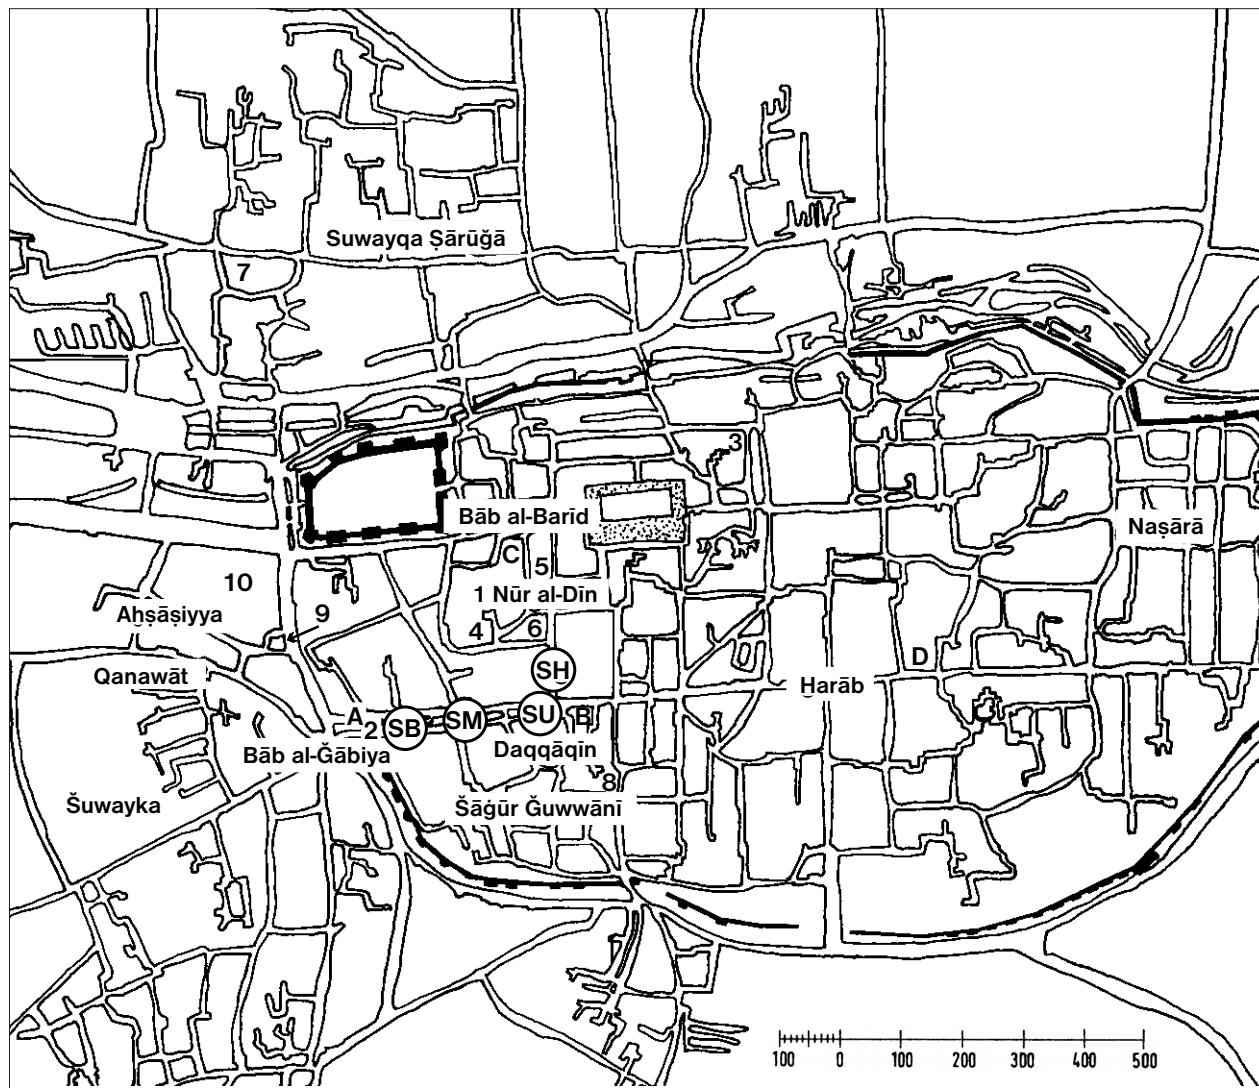 Suwayqa Ṣārūǧā
7
3
Bāb al-Barīd
Naṣārā
C
5
10
1 Nūr al-Dīn
Aḫṣāṣiyya
9
4
6
Qanawāt
SH
D
Ḫarāb
A
2
SB
SM
SU
B
Bāb al-Ǧābiya
Daqqāqīn
Šuwayka
8
Šāġūr Ǧuwwānī
100 0 100 200 300 400 500